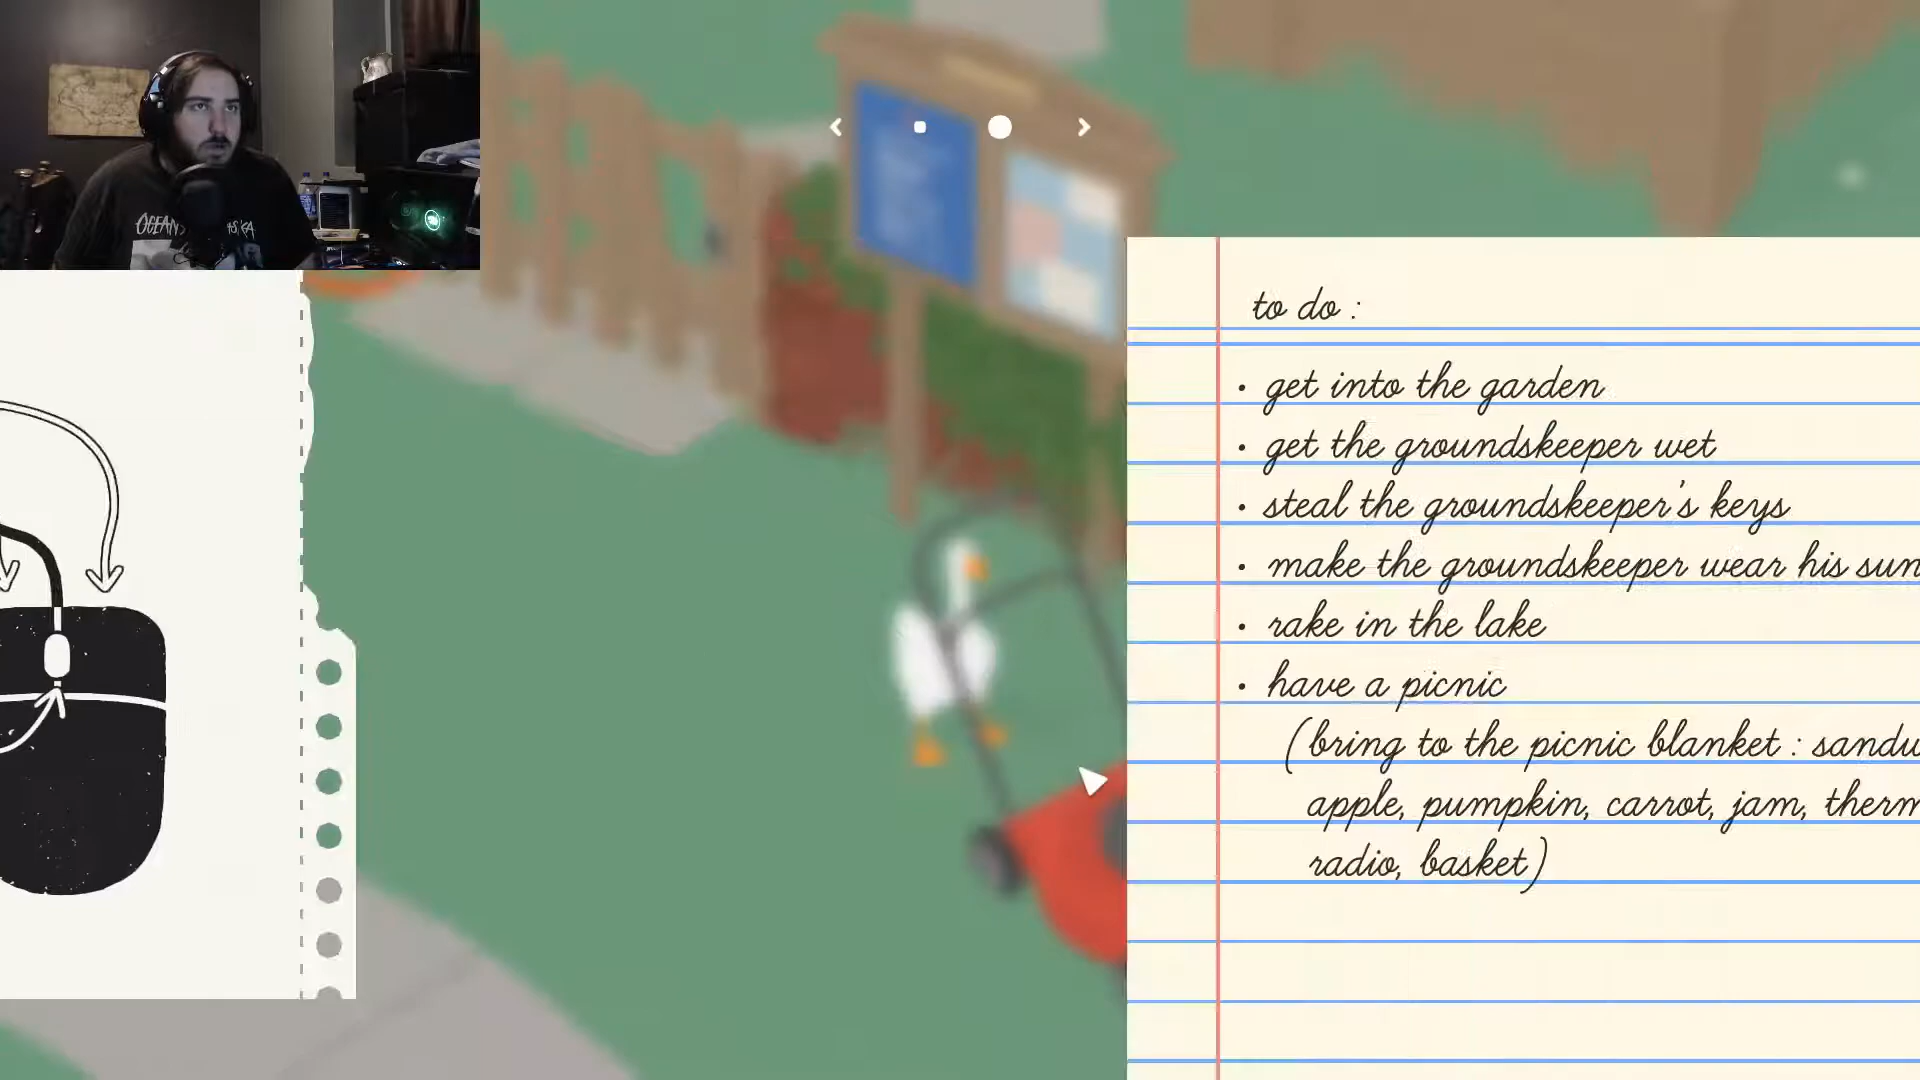 to do :
• get into the garden
• get the groundskeeper wet
• steal the groundskeeper's keys
• make the groundskeeper wear his sun
• rake in the lake
• have a picnic
(bring to the picnic blanket : sandw
apple, pumpkin, carrot, jam, therm
radio, basket)